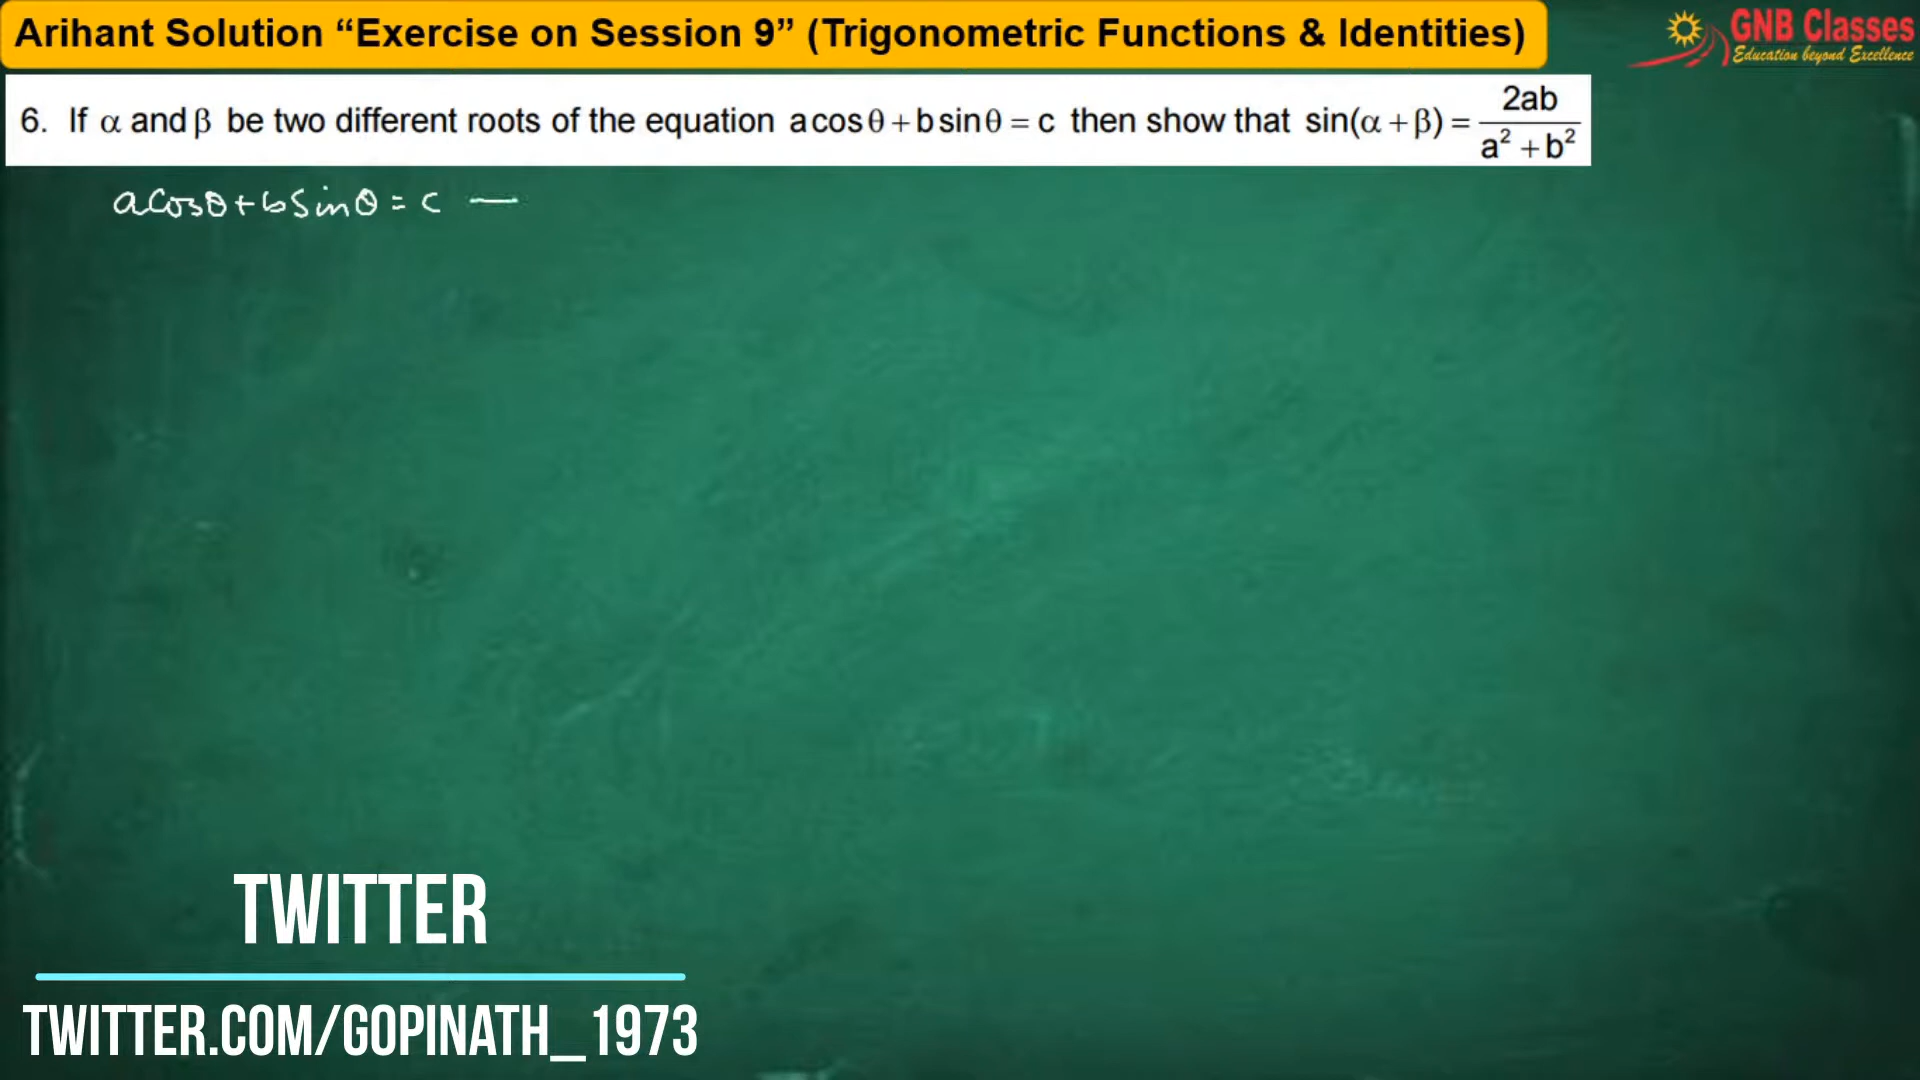 Arihant Solution “Exercise on Session 9” (Trigonometric Functions & Identities)
GNB Classes
Education beyond Excellence
6. If α and β be two different roots of the equation a cos θ + b sin θ = c then show that sin(α + β) = 2ab / a² + b²
acosθ+bsinθ = c —
TWITTER
TWITTER.COM/GOPINATH_1973